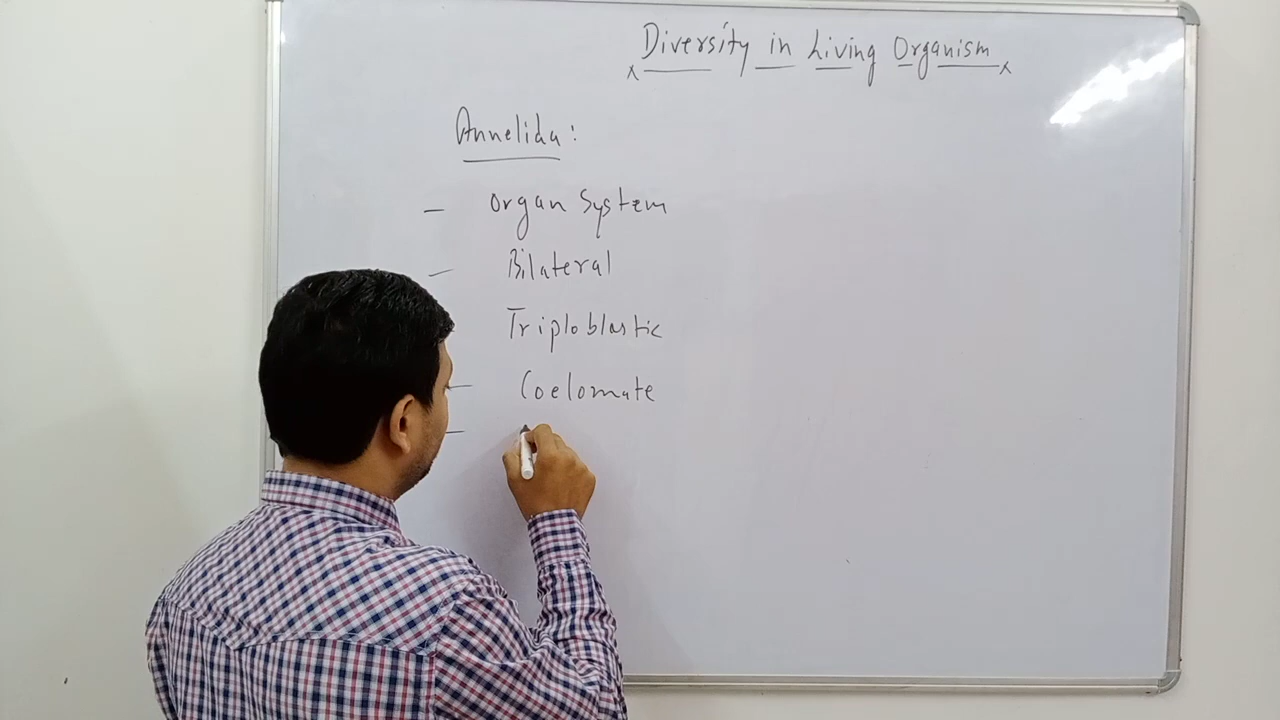 Diversity in Living Organism
Annelida:
– Organ System
– Bilateral
Triploblastic
– Coelomate
–